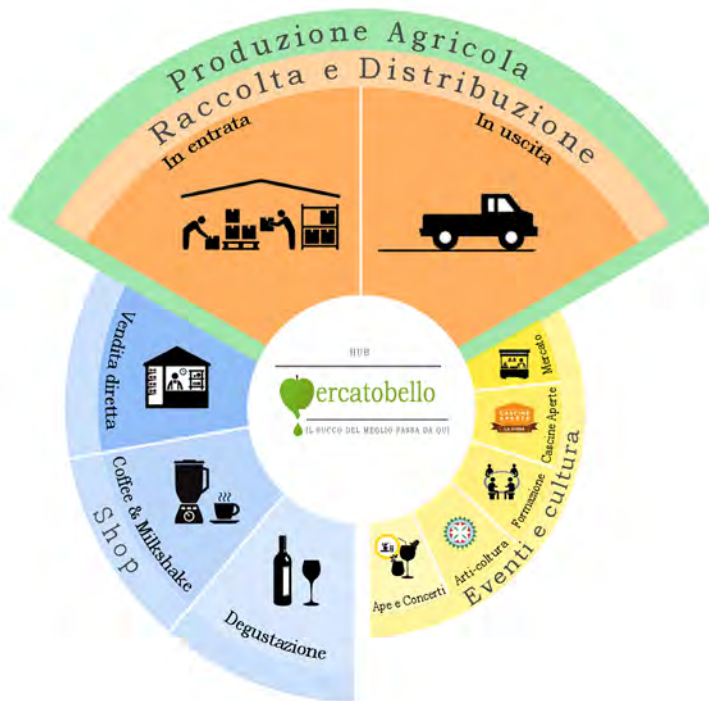 Produzione Agricola
Raccolta e Distribuzione
In entrata
In uscita
HUB
ercatobello
IL SUCCO DEL MEGLIO PASSA DA QUI
Vendita diretta
Coffee & Milkshake
Degustazione
Shop
Mercato
CASCINE
APERTE
Cascine Aperte
Formazione
Arti-coltura
Ape e Concerti
Eventi e cultura